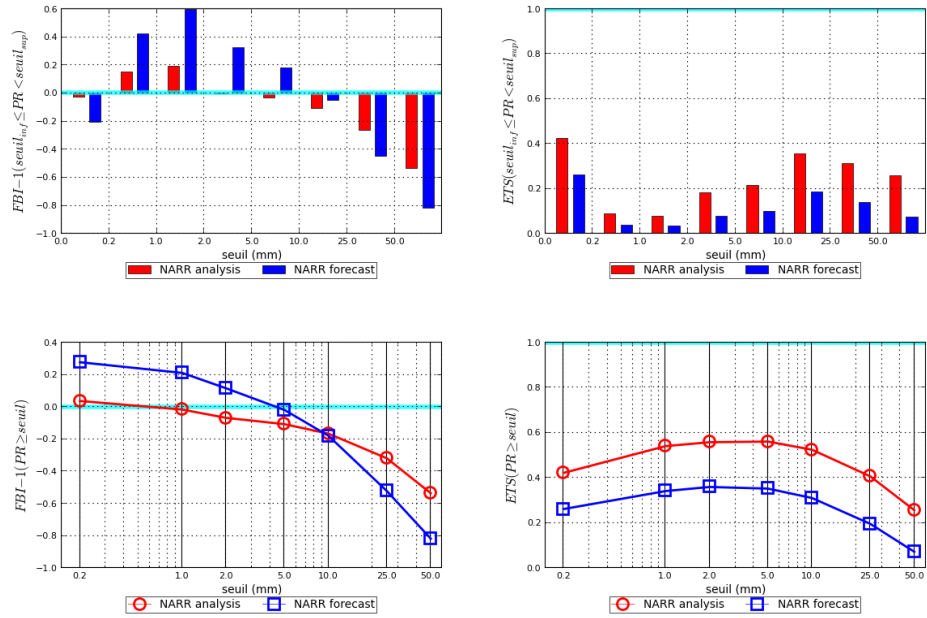 0.6
0.4
0.2
0.0
−0.2
−0.4
−0.6
−0.8
−1.0
FBI−1(seuil_inf ≤ PR < seuil_sup)
0.0 0.2 1.0 2.0 5.0 10.0 25.0 50.0
seuil (mm)
NARR analysis NARR forecast
1.0
0.8
0.6
0.4
0.2
0.0
ETS(seuil_inf ≤ PR < seuil_sup)
0.0 0.2 1.0 2.0 5.0 10.0 25.0 50.0
seuil (mm)
NARR analysis NARR forecast
0.4
0.2
0.0
−0.2
−0.4
−0.6
−0.8
−1.0
FBI−1(PR ≥ seuil)
0.2 1.0 2.0 5.0 10.0 25.0 50.0
seuil (mm)
NARR analysis NARR forecast
1.0
0.8
0.6
0.4
0.2
0.0
ETS(PR ≥ seuil)
0.2 1.0 2.0 5.0 10.0 25.0 50.0
seuil (mm)
NARR analysis NARR forecast